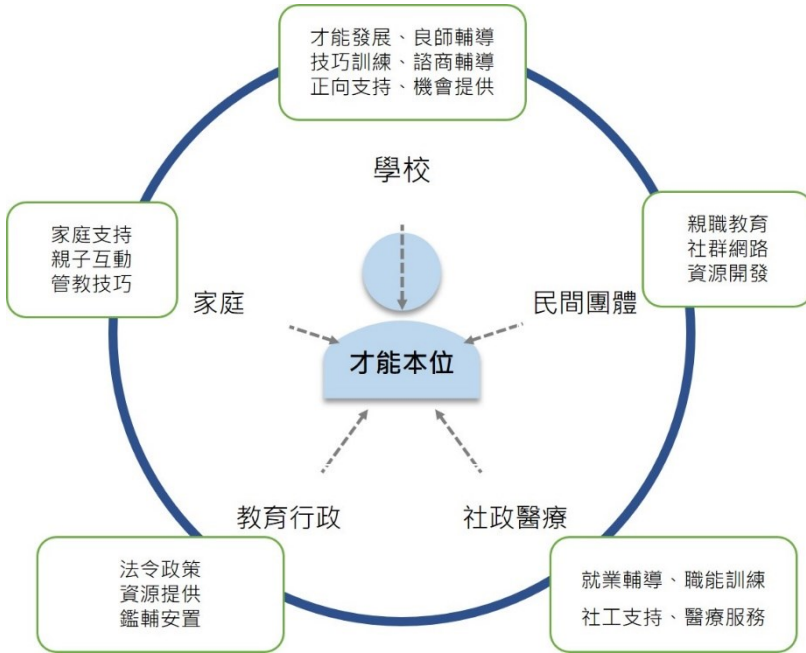 才能發展、良師輔導
技巧訓練、諮商輔導
正向支持、機會提供
學校
家庭支持
親子互動
管教技巧
家庭
親職教育
社群網路
資源開發
民間團體
才能本位
教育行政
社政醫療
法令政策
資源提供
鑑輔安置
就業輔導、職能訓練
社工支持、醫療服務